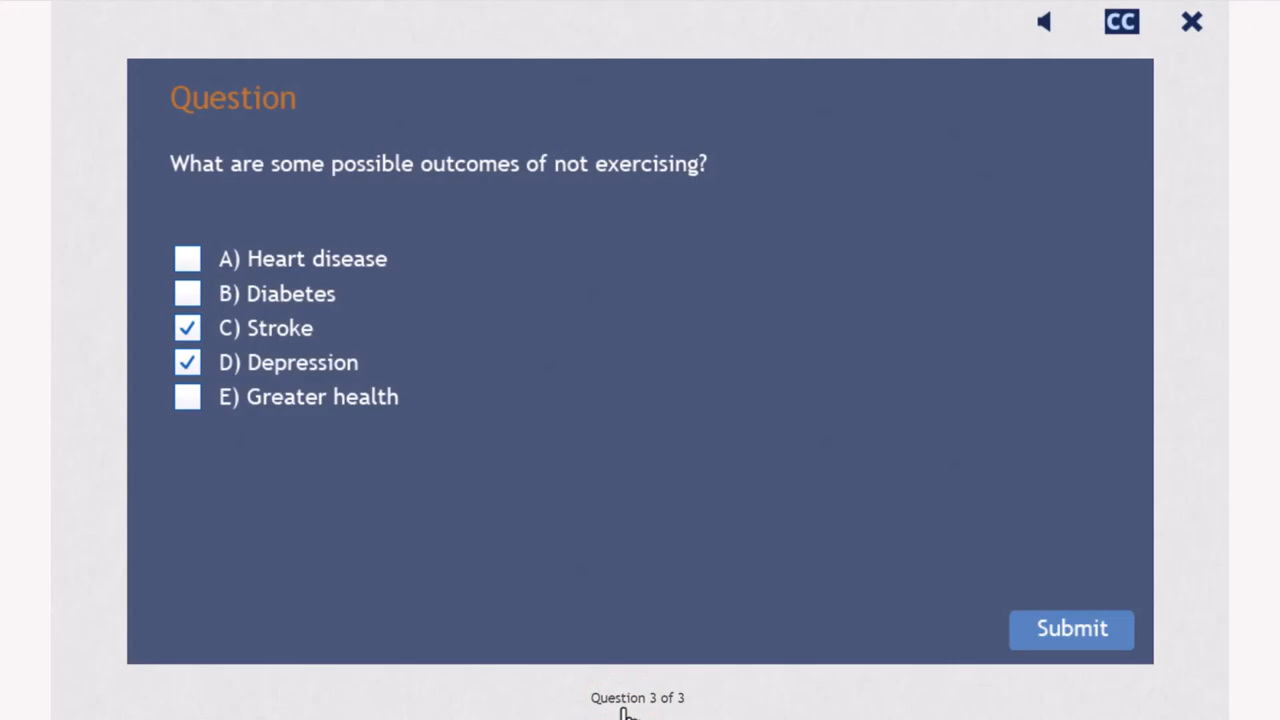 CC
Question
What are some possible outcomes of not exercising?
A) Heart disease
B) Diabetes
C) Stroke
D) Depression
E) Greater health
Submit
Question 3 of 3